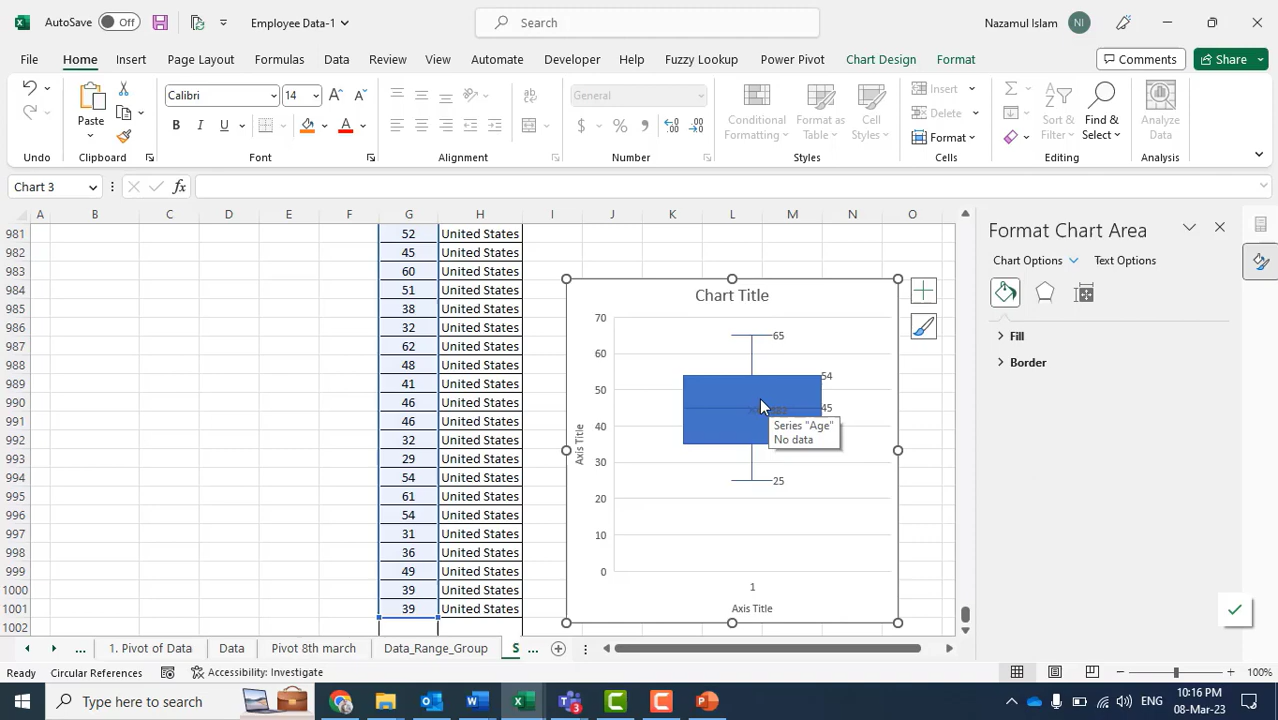 AutoSave Off Employee Data-1 Search Nazamul Islam NI
File Home Insert Page Layout Formulas Data Review View Automate Developer Help Fuzzy Lookup Power Pivot Chart Design Format Comments Share
Paste Calibri 14 B I U A General $ % Conditional Formatting Format as Table Cell Styles Insert Delete Format Sort & Filter Find & Select Analyze Data
Undo Clipboard Font Alignment Number Styles Cells Editing Analysis
Chart 3 fx
A B C D E F G H I J K L M N O
981 52 United States
982 45 United States
983 60 United States
984 51 United States
985 38 United States
986 32 United States
987 62 United States
988 48 United States
989 41 United States
990 46 United States
991 46 United States
992 32 United States
993 29 United States
994 54 United States
995 61 United States
996 54 United States
997 31 United States
998 36 United States
999 49 United States
1000 39 United States
1001 39 United States
1002
Chart Title
70
60
50
40
30
20
10
0
65
54
45
25
Series "Age"
No data
Axis Title
1
Axis Title
Format Chart Area
Chart Options Text Options
Fill
Border
... 1. Pivot of Data Data Pivot 8th march Data_Range_Group S ...
Ready Circular References Accessibility: Investigate 100%
Type here to search 3 ENG 10:16 PM
08-Mar-23